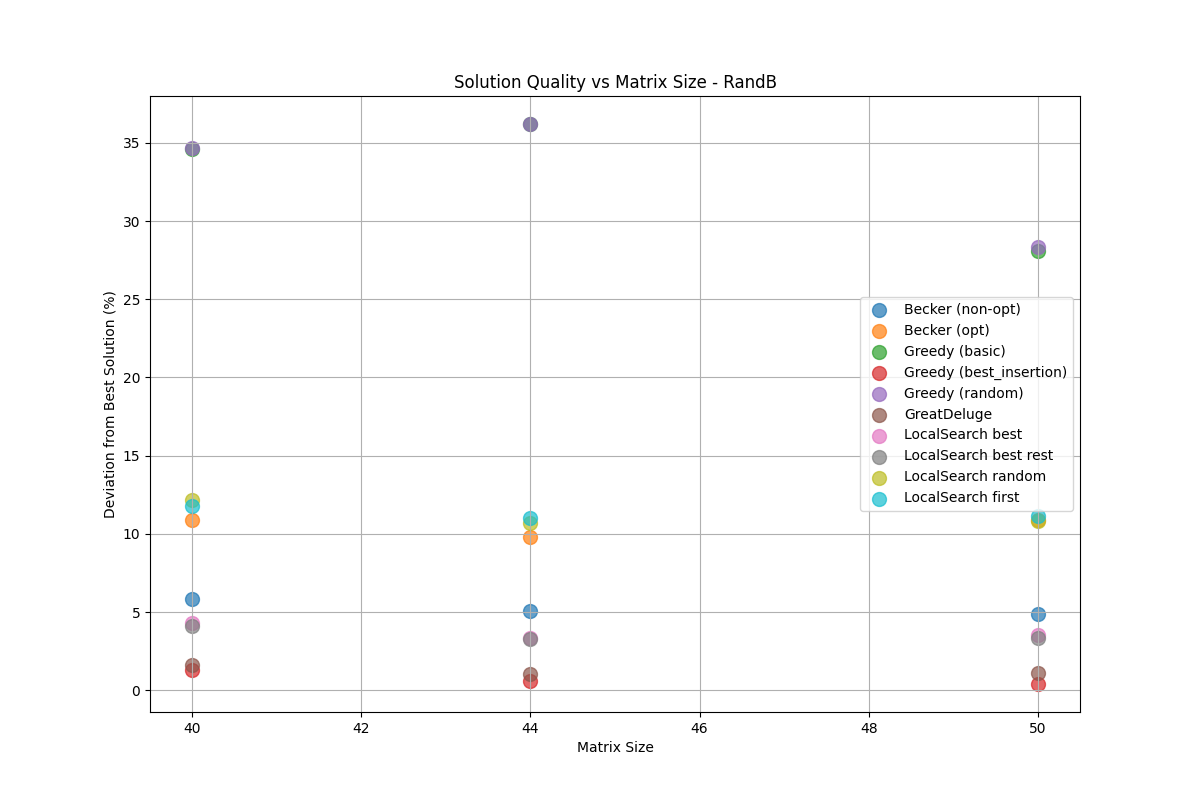 Solution Quality vs Matrix Size - RandB
Deviation from Best Solution (%)
35
30
25
20
15
10
5
0
Becker (non-opt)
Becker (opt)
Greedy (basic)
Greedy (best_insertion)
Greedy (random)
GreatDeluge
LocalSearch best
LocalSearch best rest
LocalSearch random
LocalSearch first
40 42 44 46 48 50
Matrix Size